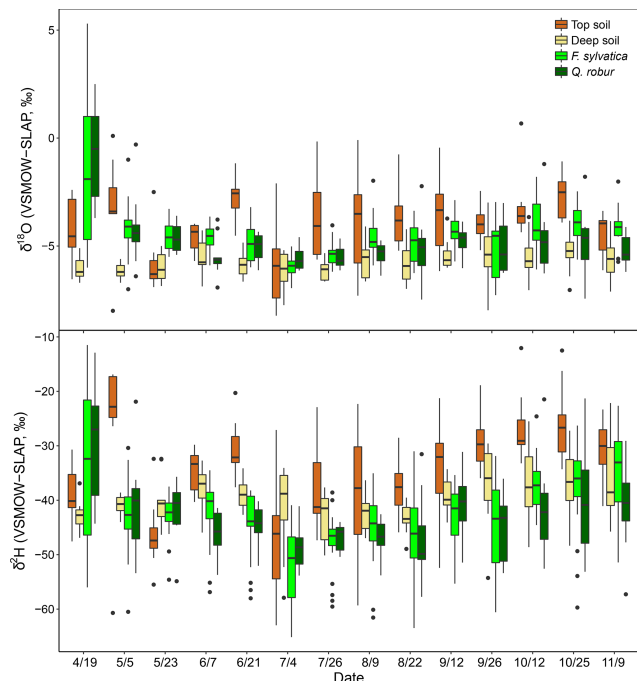 5
0
−5
δ18O (VSMOW−SLAP, ‰)
Top soil
Deep soil
F. sylvatica
Q. robur
−10
−20
−30
−40
−50
−60
δ2H (VSMOW−SLAP, ‰)
4/19 5/5 5/23 6/7 6/21 7/4 7/26 8/9 8/22 9/12 9/26 10/12 10/25 11/9
Date